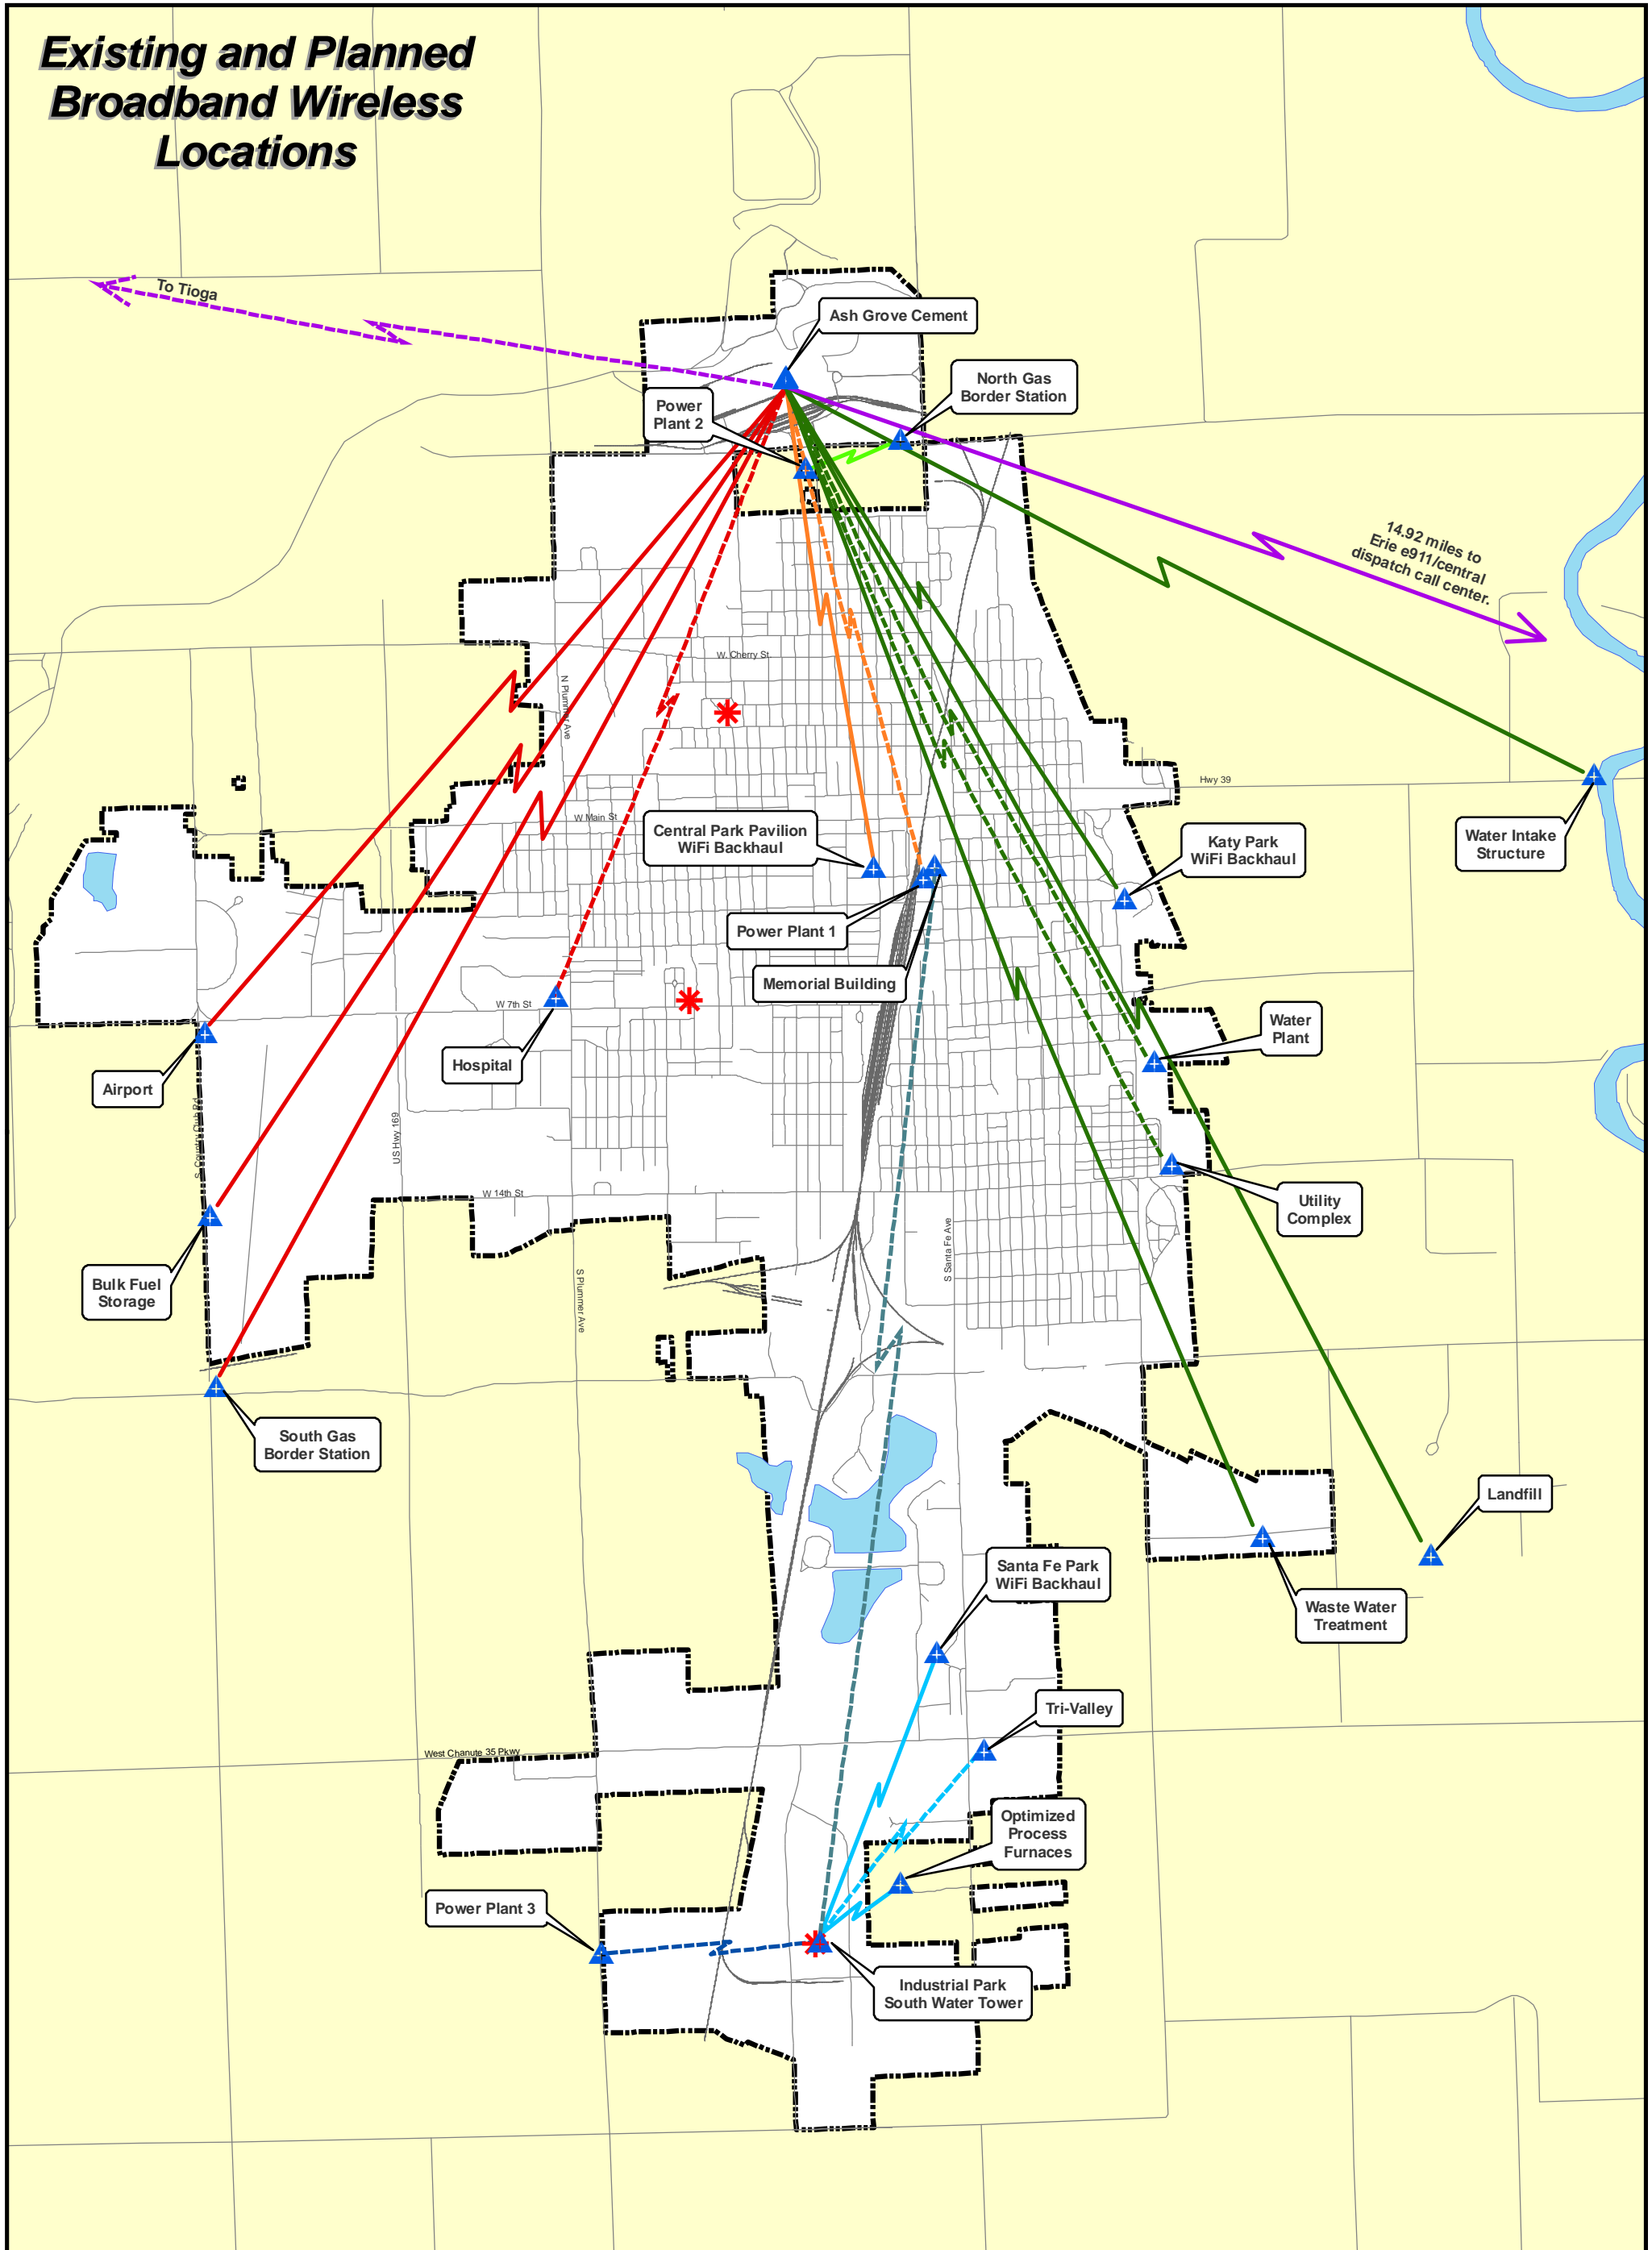 Existing and Planned
Broadband Wireless
Locations
To Tioga
Ash Grove Cement
North Gas
Border Station
Power
Plant 2
14.92 miles to
Erie e911/central
dispatch call center.
W. Cherry St.
N Plummer Ave
Hwy 39
W Main St
Central Park Pavilion
WiFi Backhaul
Katy Park
WiFi Backhaul
Water Intake
Structure
Power Plant 1
Memorial Building
W 7th St
Water
Plant
Hospital
Airport
S Country Club Rd
US Hwy 169
W 14th St
Utility
Complex
S Santa Fe Ave
Bulk Fuel
Storage
S Plummer Ave
South Gas
Border Station
Landfill
Santa Fe Park
WiFi Backhaul
Waste Water
Treatment
Tri-Valley
West Chanute 35 Pkwy
Optimized
Process
Furnaces
Power Plant 3
Industrial Park
South Water Tower